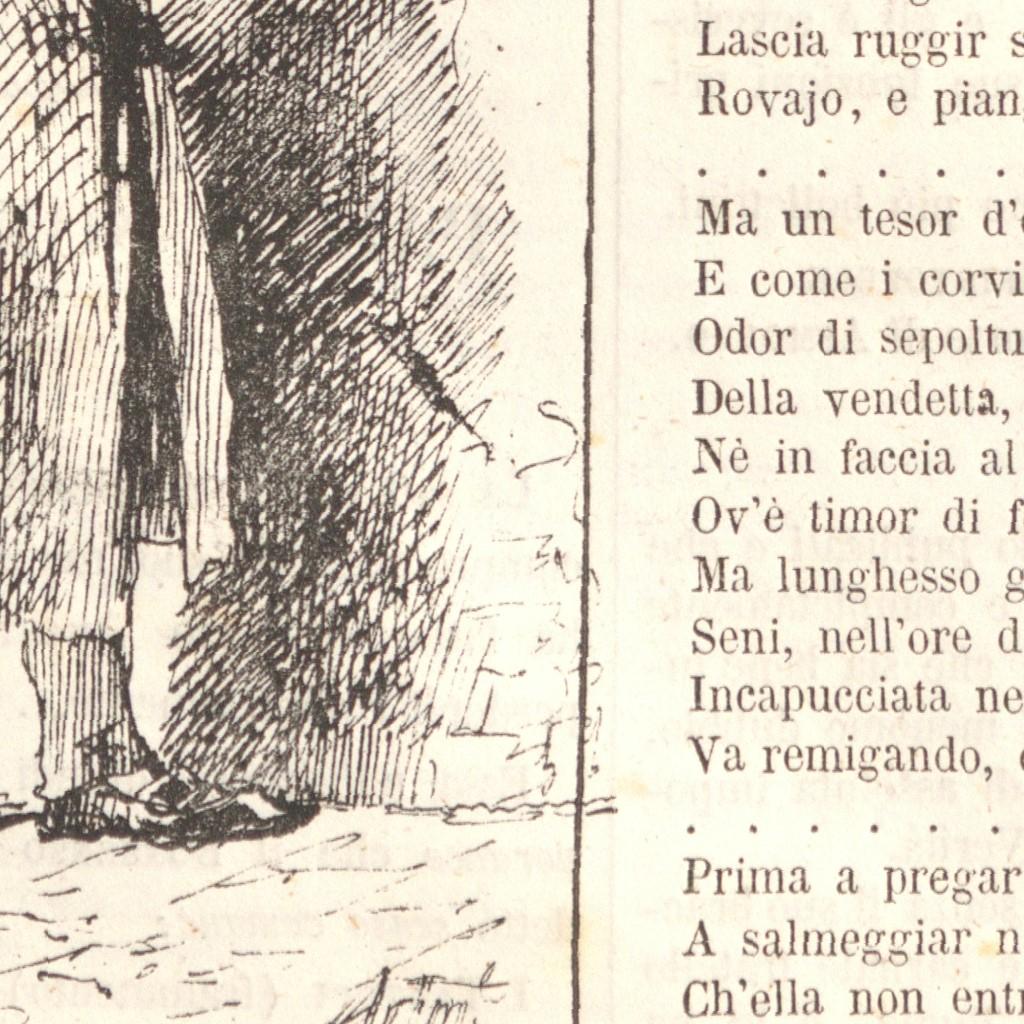 Lascia ruggir s
Rovajo, e pian
. . . . . . . .
Ma un tesor d'
E come i corvi
Odor di sepoltu
Della vendetta,
Nè in faccia al
Ov'è timor di f
Ma lunghesso g
Seni, nell'ore d
Incapucciata ne
Va remigando,
. . . . . . .
Prima a pregar
A salmeggiar n
Ch'ella non entr